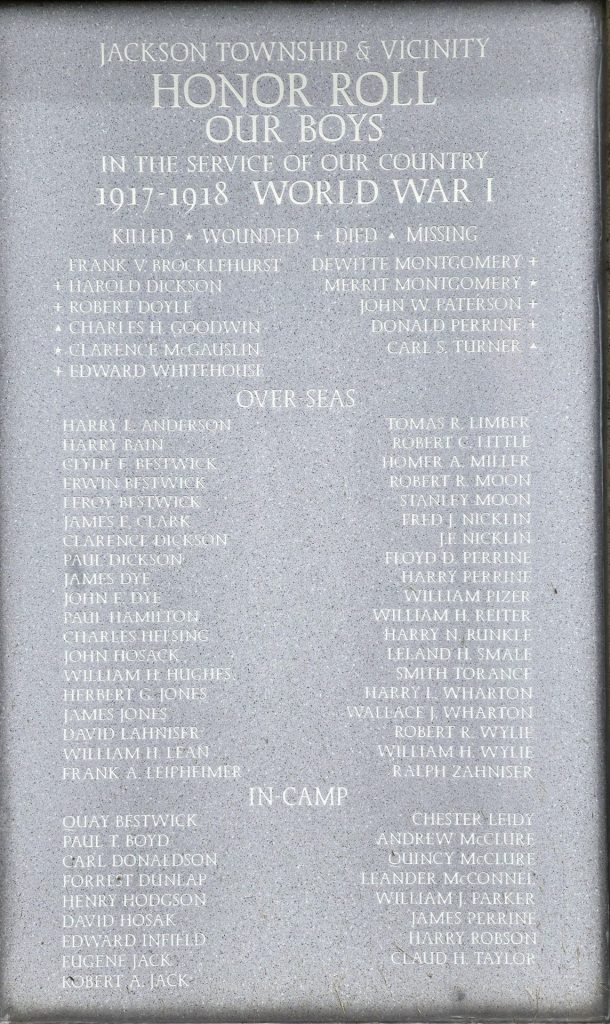 JACKSON TOWNSHIP & VICINITY
HONOR ROLL
OUR BOYS
IN THE SERVICE OF OUR COUNTRY
1917-1918 WORLD WAR I
KILLED ⋆ WOUNDED + DIED ▴ MISSING
FRANK V. BROCKLEHURST
+ HAROLD DICKSON
+ ROBERT DOYLE
▴ CHARLES H. GOODWIN
⋆ CLARENCE McGAUSLIN
+ EDWARD WHITEHOUSE
DEWITTE MONTGOMERY +
MERRIT MONTGOMERY ⋆
JOHN W. PATERSON +
DONALD PERRINE +
CARL S. TURNER ▴
OVER-SEAS
HARRY L. ANDERSON
HARRY BAIN
CLYDE F. BESTWICK
ERWIN BESTWICK
LEROY BESTWICK
JAMES E. CLARK
CLARENCE DICKSON
PAUL DICKSON
JAMES DYE
JOHN E. DYE
PAUL HAMILTON
CHARLES HELSING
JOHN HOSACK
WILLIAM H. HUGHES
HERBERT G. JONES
JAMES JONES
DAVID LAHNISER
WILLIAM H. LEAN
FRANK A. LEIPHEIMER
TOMAS R. LIMBER
ROBERT C. LITTLE
HOMER A. MILLER
ROBERT R. MOON
STANLEY MOON
FRED J. NICKLIN
J.F. NICKLIN
FLOYD D. PERRINE
HARRY PERRINE
WILLIAM PIZER
WILLIAM H. REITER
HARRY N. RUNKLE
LELAND H. SMALE
SMITH TORANCE
HARRY L. WHARTON
WALLACE J. WHARTON
ROBERT R. WYLIE
WILLIAM H. WYLIE
RALPH ZAHNISER
IN-CAMP
QUAY BESTWICK
PAUL T. BOYD
CARL DONALDSON
FORREST DUNLAP
HENRY HODGSON
DAVID HOSAK
EDWARD INFIELD
EUGENE JACK
ROBERT A. JACK
CHESTER LEIDY
ANDREW McCLURE
QUINCY McCLURE
LEANDER McCONNEL
WILLIAM J. PARKER
JAMES PERRINE
HARRY ROBSON
CLAUD H. TAYLOR